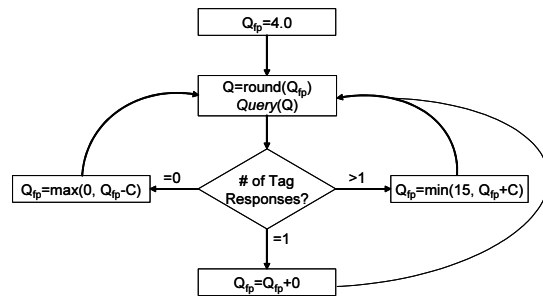 Qfp=4.0
Q=round(Qfp)
Query(Q)
=0
# of Tag
Responses?
>1
Qfp=max(0, Qfp-C)
Qfp=min(15, Qfp+C)
=1
Qfp=Qfp+0